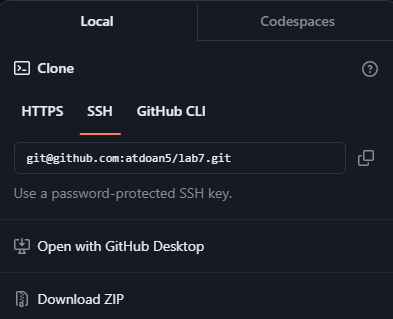 Local Codespaces
Clone
HTTPS SSH GitHub CLI
git@github.com:atdoan5/lab7.git
Use a password-protected SSH key.
Open with GitHub Desktop
Download ZIP